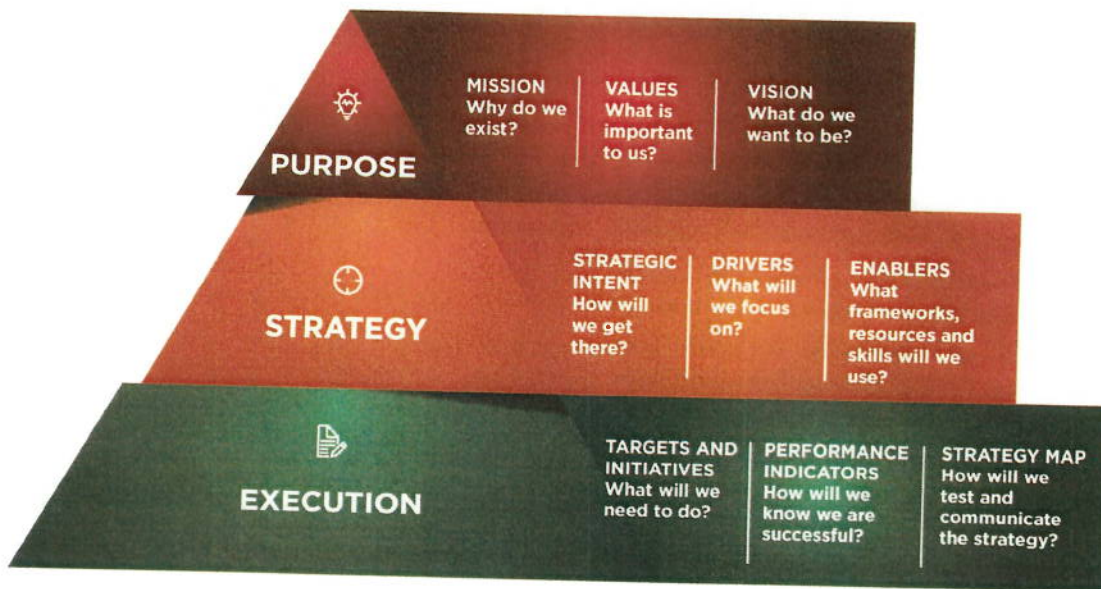 PURPOSE
MISSION
Why do we
exist?
VALUES
What is
important
to us?
VISION
What do we
want to be?
STRATEGY
STRATEGIC
INTENT
How will
we get
there?
DRIVERS
What will
we focus
on?
ENABLERS
What
frameworks,
resources and
skills will we
use?
EXECUTION
TARGETS AND
INITIATIVES
What will we
need to do?
PERFORMANCE
INDICATORS
How will we
know we are
successful?
STRATEGY MAP
How will we
test and
communicate
the strategy?